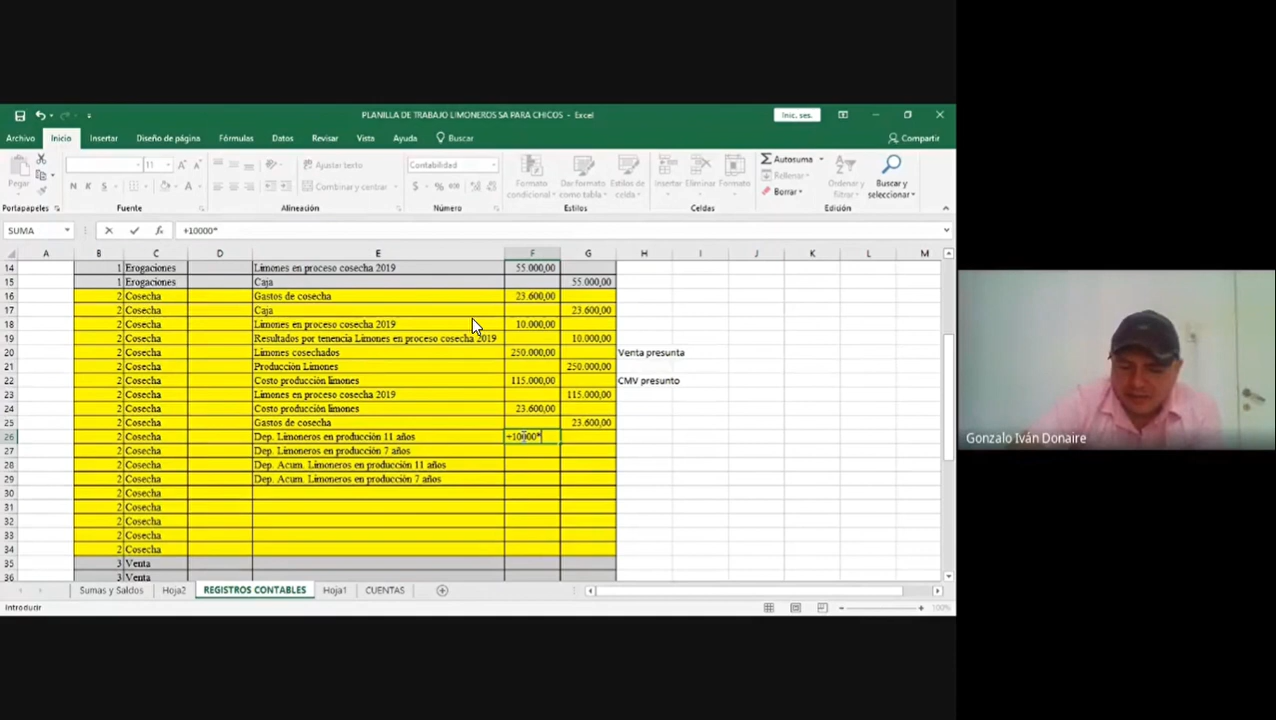 PLANILLA DE TRABAJO LIMONEROS SA PARA CHICOS - Excel
Inic. ses.
Archivo Inicio Insertar Diseño de página Fórmulas Datos Revisar Vista Ayuda Buscar Compartir
Pegar
11
Ajustar texto
Combinar y centrar
Contabilidad
Formato condicional
Dar formato como tabla
Estilos de celda
Insertar Eliminar Formato
Autosuma
Rellenar
Borrar
Ordenar y filtrar
Buscar y seleccionar
Portapapeles Fuente Alineación Número Estilos Celdas Edición
SUMA +10000*
A B C D E F G H I J K L M
14 1 Erogaciones Limones en proceso cosecha 2019 55.000,00
15 1 Erogaciones Caja 55.000,00
16 2 Cosecha Gastos de cosecha 23.600,00
17 2 Cosecha Caja 23.600,00
18 2 Cosecha Limones en proceso cosecha 2019 10.000,00
19 2 Cosecha Resultados por tenencia Limones en proceso cosecha 2019 10.000,00
20 2 Cosecha Limones cosechados 250.000,00 Venta presunta
21 2 Cosecha Producción Limones 250.000,00
22 2 Cosecha Costo producción limones 115.000,00 CMV presunto
23 2 Cosecha Limones en proceso cosecha 2019 115.000,00
24 2 Cosecha Costo producción limones 23.600,00
25 2 Cosecha Gastos de cosecha 23.600,00
26 2 Cosecha Dep. Limoneros en producción 11 años +10000*
27 2 Cosecha Dep. Limoneros en producción 7 años
28 2 Cosecha Dep. Acum. Limoneros en producción 11 años
29 2 Cosecha Dep. Acum. Limoneros en producción 7 años
30 2 Cosecha
31 2 Cosecha
32 2 Cosecha
33 2 Cosecha
34 2 Cosecha
35 3 Venta
36 3 Venta
Sumas y Saldos Hoja2 REGISTROS CONTABLES Hoja1 CUENTAS
Introducir 100%
Gonzalo Iván Donaire